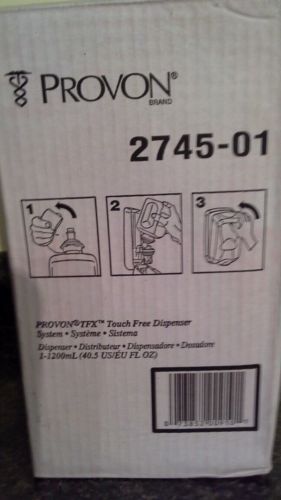 PROVON®
BRAND
2745-01
1
2
3
PROVON® TFX™ Touch Free Dispenser
System • Système • Sistema
Dispenser • Distributeur • Dispensadore • Dosadore
1-1200mL (40.5 US/ÉU FL OZ)